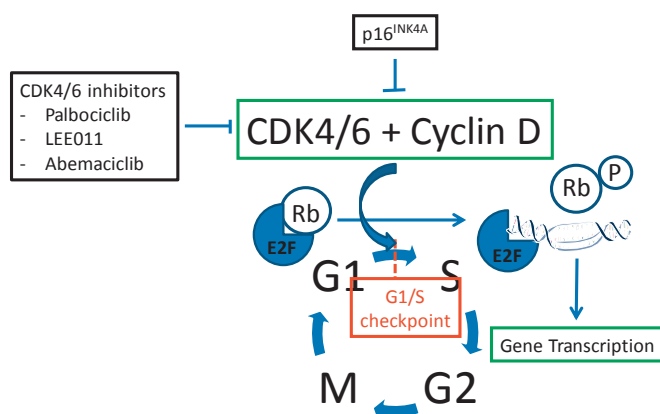 p16INK4A
CDK4/6 inhibitors
- Palbociclib
- LEE011
- Abemaciclib
CDK4/6 + Cyclin D
Rb
E2F
Rb
P
E2F
G1
S
G1/S
checkpoint
Gene Transcription
M
G2